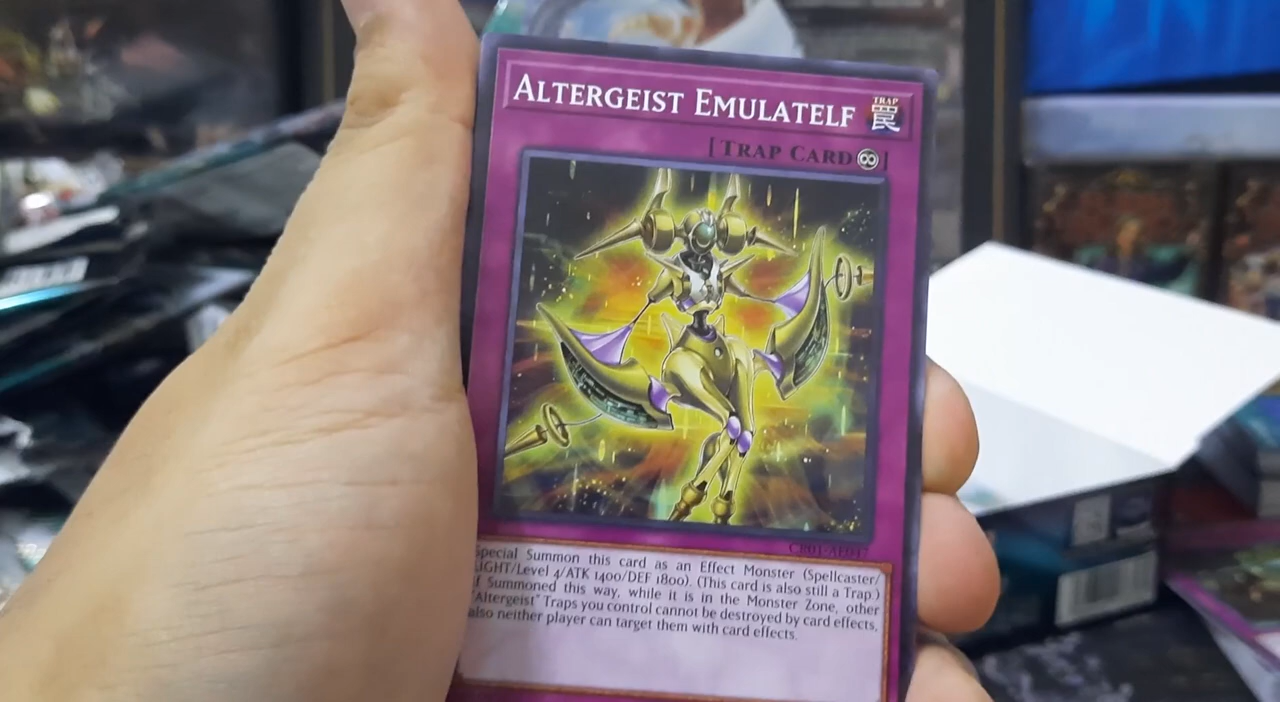 ALTERGEIST EMULATELF
TRAP
罠
[TRAP CARD]
Special Summon this card as an Effect Monster (Spellcaster/
LIGHT/Level 4/ATK 1400/DEF 1800). (This card is also still a Trap.)
If Summoned this way, while it is in the Monster Zone, other
"Altergeist" Traps you control cannot be destroyed by card effects,
also neither player can target them with card effects.